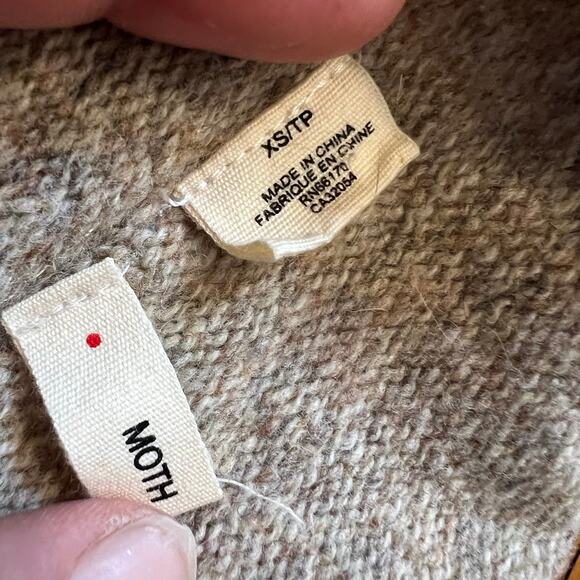 XS/TP
MADE IN CHINA
FABRIQUE EN CHINE
RN66170
CA32054
MOTH